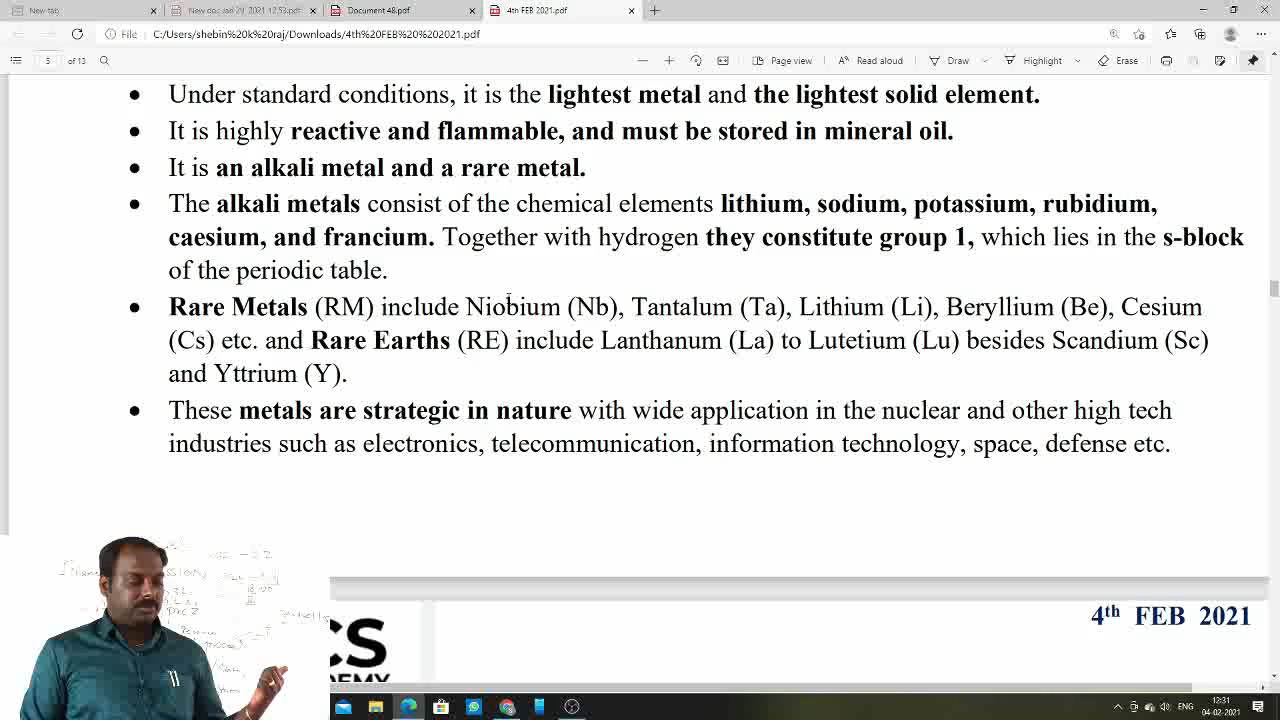 New tab
Review of Jan 29 2021 12.53.pdf
Document 48.pdf
4th FEB 2021.pdf
File C:/Users/shebin%20k%20raj/Downloads/4th%20FEB%20%202021.pdf
5 of 13 Page view Read aloud Draw Highlight Erase
• Under standard conditions, it is the lightest metal and the lightest solid element.
• It is highly reactive and flammable, and must be stored in mineral oil.
• It is an alkali metal and a rare metal.
• The alkali metals consist of the chemical elements lithium, sodium, potassium, rubidium,
caesium, and francium. Together with hydrogen they constitute group 1, which lies in the s-block
of the periodic table.
• Rare Metals (RM) include Niobium (Nb), Tantalum (Ta), Lithium (Li), Beryllium (Be), Cesium
(Cs) etc. and Rare Earths (RE) include Lanthanum (La) to Lutetium (Lu) besides Scandium (Sc)
and Yttrium (Y).
• These metals are strategic in nature with wide application in the nuclear and other high tech
industries such as electronics, telecommunication, information technology, space, defense etc.
4th FEB 2021
CS
ENG
12:31
04-02-2021